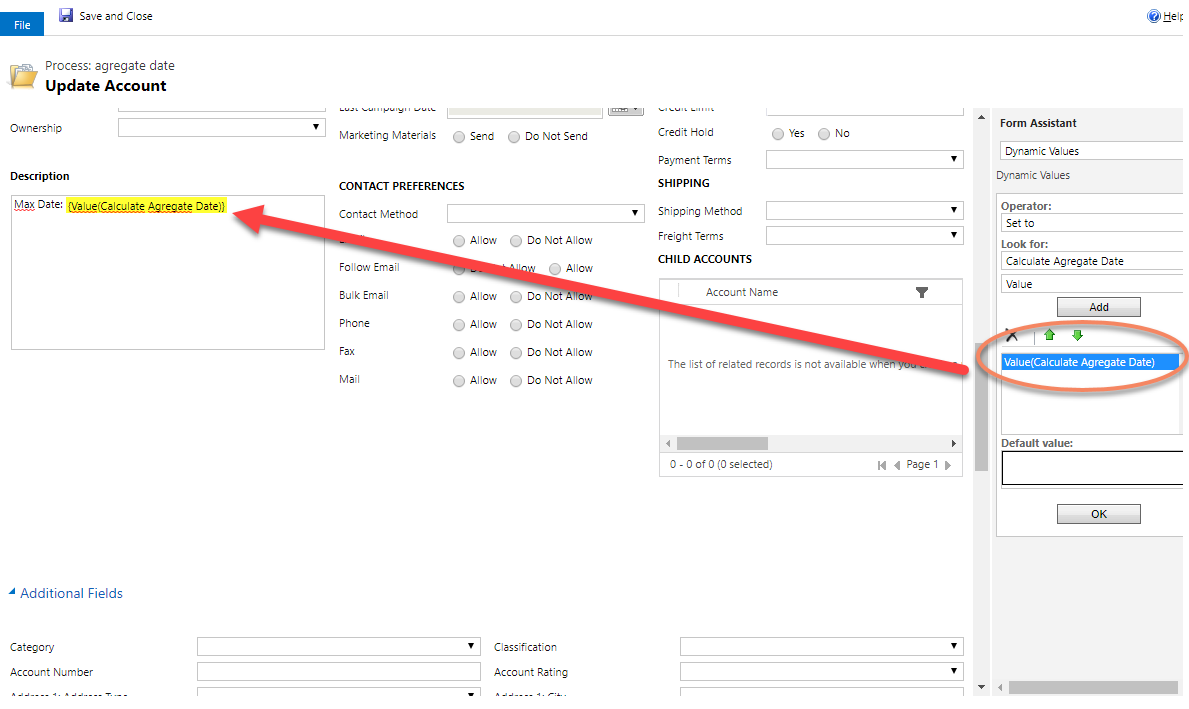 File
Save and Close
Help
Process: agregate date
Update Account
Ownership
Description
Max Date: {Value(Calculate Agregate Date)}
Last Campaign Date
Marketing Materials Send Do Not Send
CONTACT PREFERENCES
Contact Method
Allow Do Not Allow
Follow Email Do Not Allow Allow
Bulk Email Allow Do Not Allow
Phone Allow Do Not Allow
Fax Allow Do Not Allow
Mail Allow Do Not Allow
Credit Limit
Credit Hold Yes No
Payment Terms
SHIPPING
Shipping Method
Freight Terms
CHILD ACCOUNTS
Account Name
The list of related records is not available when you
0 - 0 of 0 (0 selected) Page 1
Form Assistant
Dynamic Values
Dynamic Values
Operator:
Set to
Look for:
Calculate Agregate Date
Value
Add
Value(Calculate Agregate Date)
Default value:
OK
Additional Fields
Category
Classification
Account Number
Account Rating
Address 1: Address Type
Address 1: City